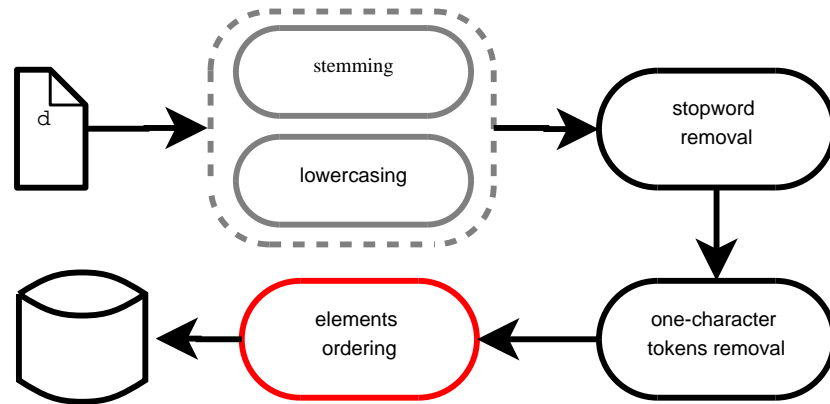 d
stemming
lowercasing
stopword
removal
one-character
tokens removal
elements
ordering